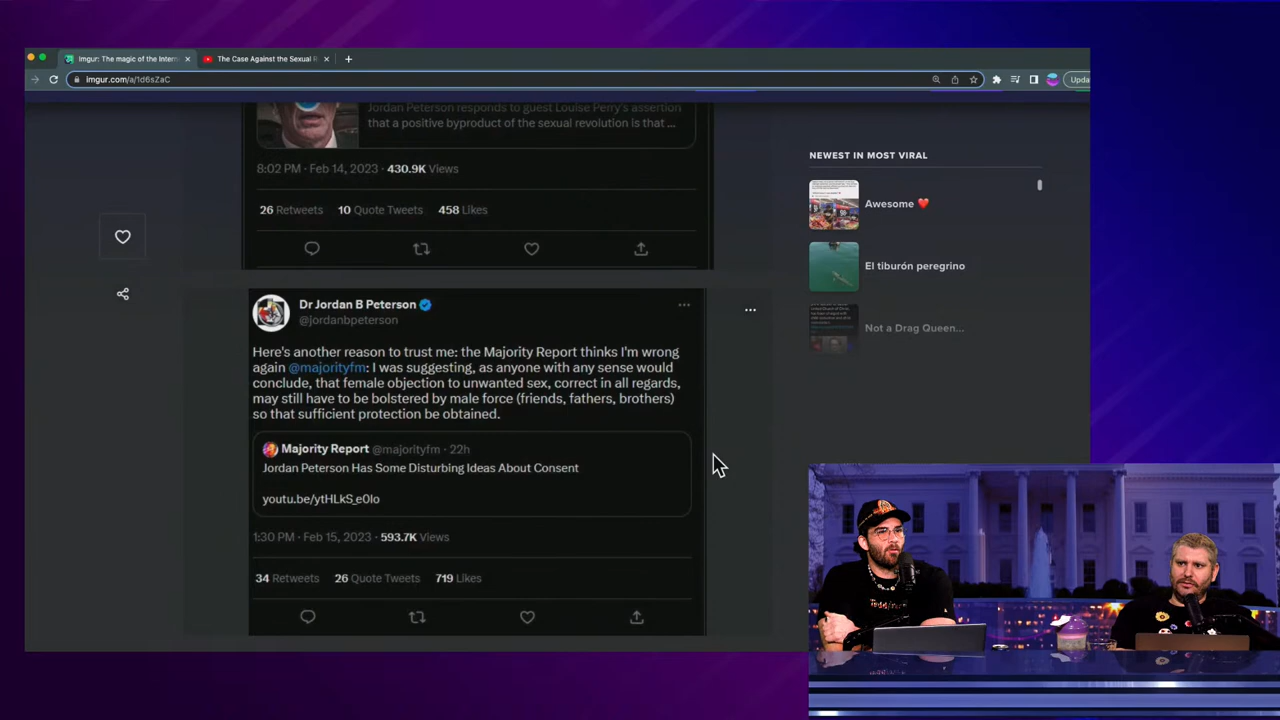 Imgur: The magic of the Intern
The Case Against the Sexual R
imgur.com/a/1d6sZaC
Upda
Jordan Peterson responds to guest Louise Perry's assertion
that a positive byproduct of the sexual revolution is that ...
8:02 PM · Feb 14, 2023 · 430.9K Views
26 Retweets 10 Quote Tweets 458 Likes
Dr Jordan B Peterson
@jordanbpeterson
Here's another reason to trust me: the Majority Report thinks I'm wrong
again @majorityfm: I was suggesting, as anyone with any sense would
conclude, that female objection to unwanted sex, correct in all regards,
may still have to be bolstered by male force (friends, fathers, brothers)
so that sufficient protection be obtained.
Majority Report @majorityfm · 22h
Jordan Peterson Has Some Disturbing Ideas About Consent
youtu.be/ytHLkS_e0Io
1:30 PM · Feb 15, 2023 · 593.7K Views
34 Retweets 26 Quote Tweets 719 Likes
NEWEST IN MOST VIRAL
Awesome ❤️
El tiburón peregrino
Not a Drag Queen...